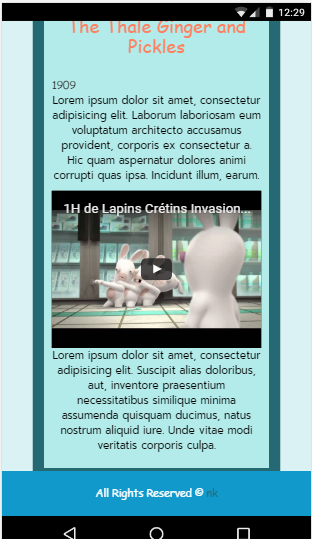 12:29
The Thale Ginger and
Pickles
1909
Lorem ipsum dolor sit amet, consectetur
adipisicing elit. Laborum laboriosam eum
voluptatum architecto accusamus
provident, corporis ex consectetur a.
Hic quam aspernatur dolores animi
corrupti quas ipsa. Incidunt illum, earum.
1H de Lapins Crétins Invasion...
Lorem ipsum dolor sit amet, consectetur
adipisicing elit. Suscipit alias doloribus,
aut, inventore praesentium
necessitatibus similique minima
assumenda quisquam ducimus, natus
nostrum aliquid iure. Unde vitae modi
veritatis corporis culpa.
All Rights Reserved © nk